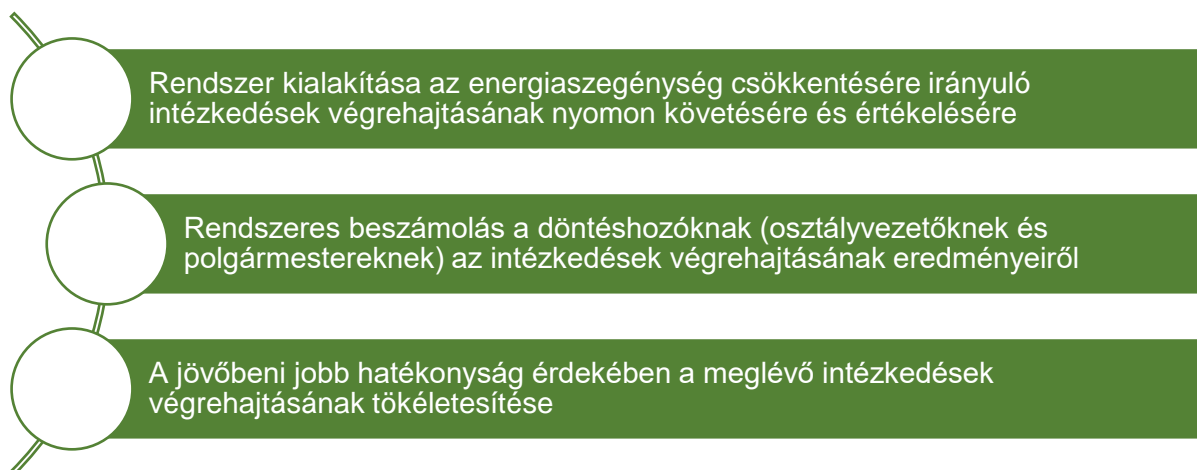 Rendszer kialakítása az energiaszegénység csökkentésére irányuló
intézkedések végrehajtásának nyomon követésére és értékelésére
Rendszeres beszámolás a döntéshozóknak (osztályvezetőknek és
polgármestereknek) az intézkedések végrehajtásának eredményeiről
A jövőbeni jobb hatékonyság érdekében a meglévő intézkedések
végrehajtásának tökéletesítése